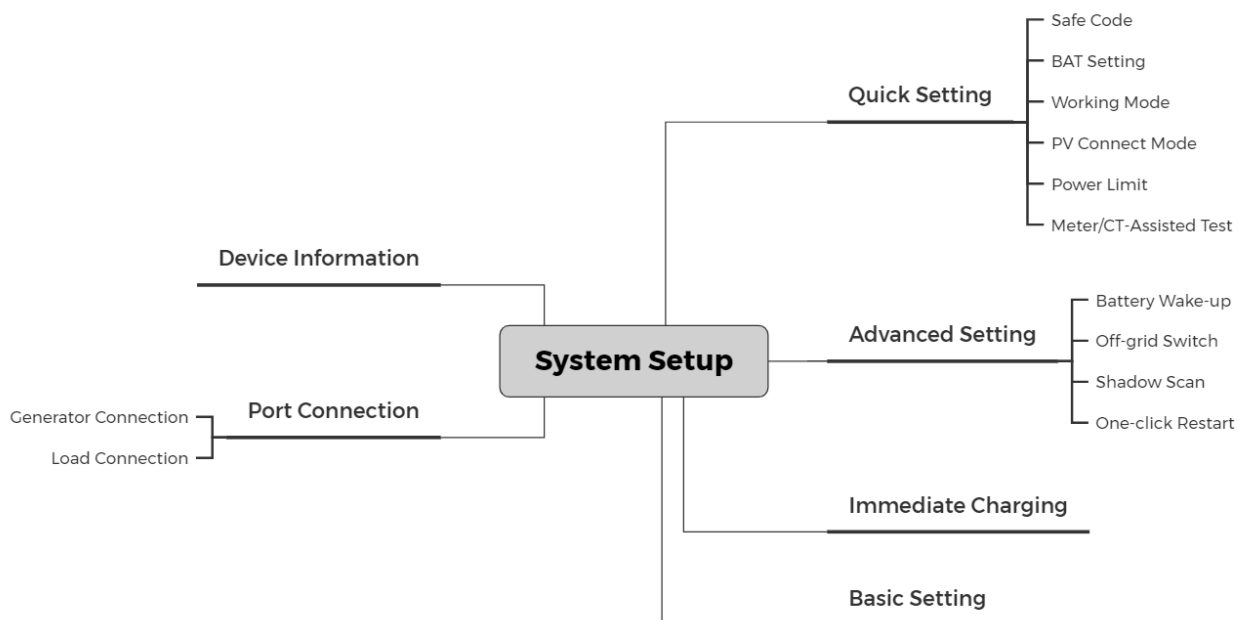 System Setup
Quick Setting
Safe Code
BAT Setting
Working Mode
PV Connect Mode
Power Limit
Meter/CT-Assisted Test
Advanced Setting
Battery Wake-up
Off-grid Switch
Shadow Scan
One-click Restart
Immediate Charging
Basic Setting
Device Information
Port Connection
Generator Connection
Load Connection